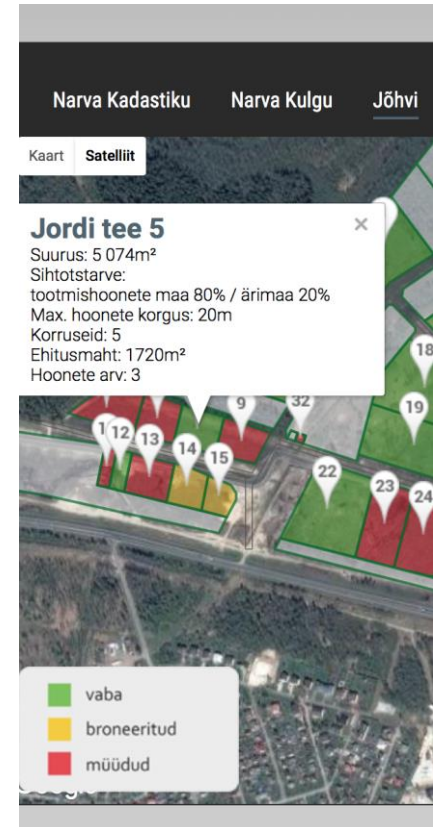 Narva Kadastiku Narva Kulgu Jõhvi
Kaart Satelliit
Jordi tee 5
×
Suurus: 5 074m²
Sihtotstarve:
tootmishoonete maa 80% / ärimaa 20%
Max. hoonete korgus: 20m
Korruseid: 5
Ehitusmaht: 1720m²
Hoonete arv: 3
18
9 32
19
12 13
14 15
22
23
24
vaba
broneeritud
müüdud